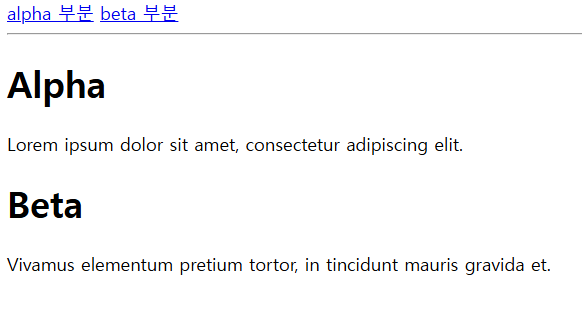 alpha 부분 beta 부분
Alpha
Lorem ipsum dolor sit amet, consectetur adipiscing elit.
Beta
Vivamus elementum pretium tortor, in tincidunt mauris gravida et.